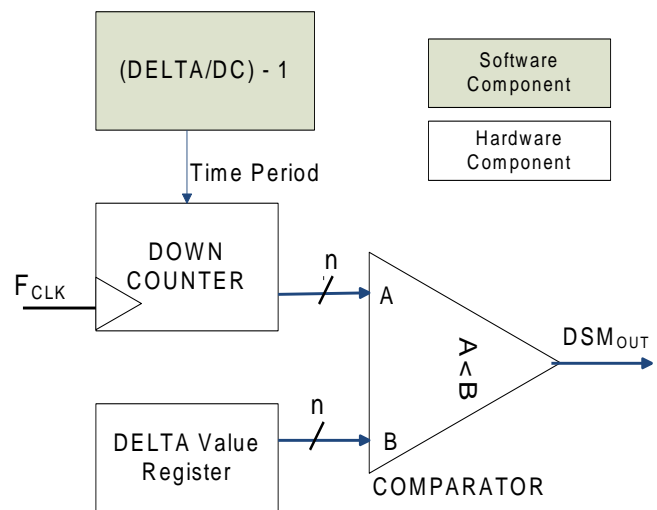 (DELTA/DC) - 1
Software
Component
Hardware
Component
Time Period
DOWN
COUNTER
FCLK
n
A
A<B
DSMOUT
n
DELTA Value
Register
B
COMPARATOR